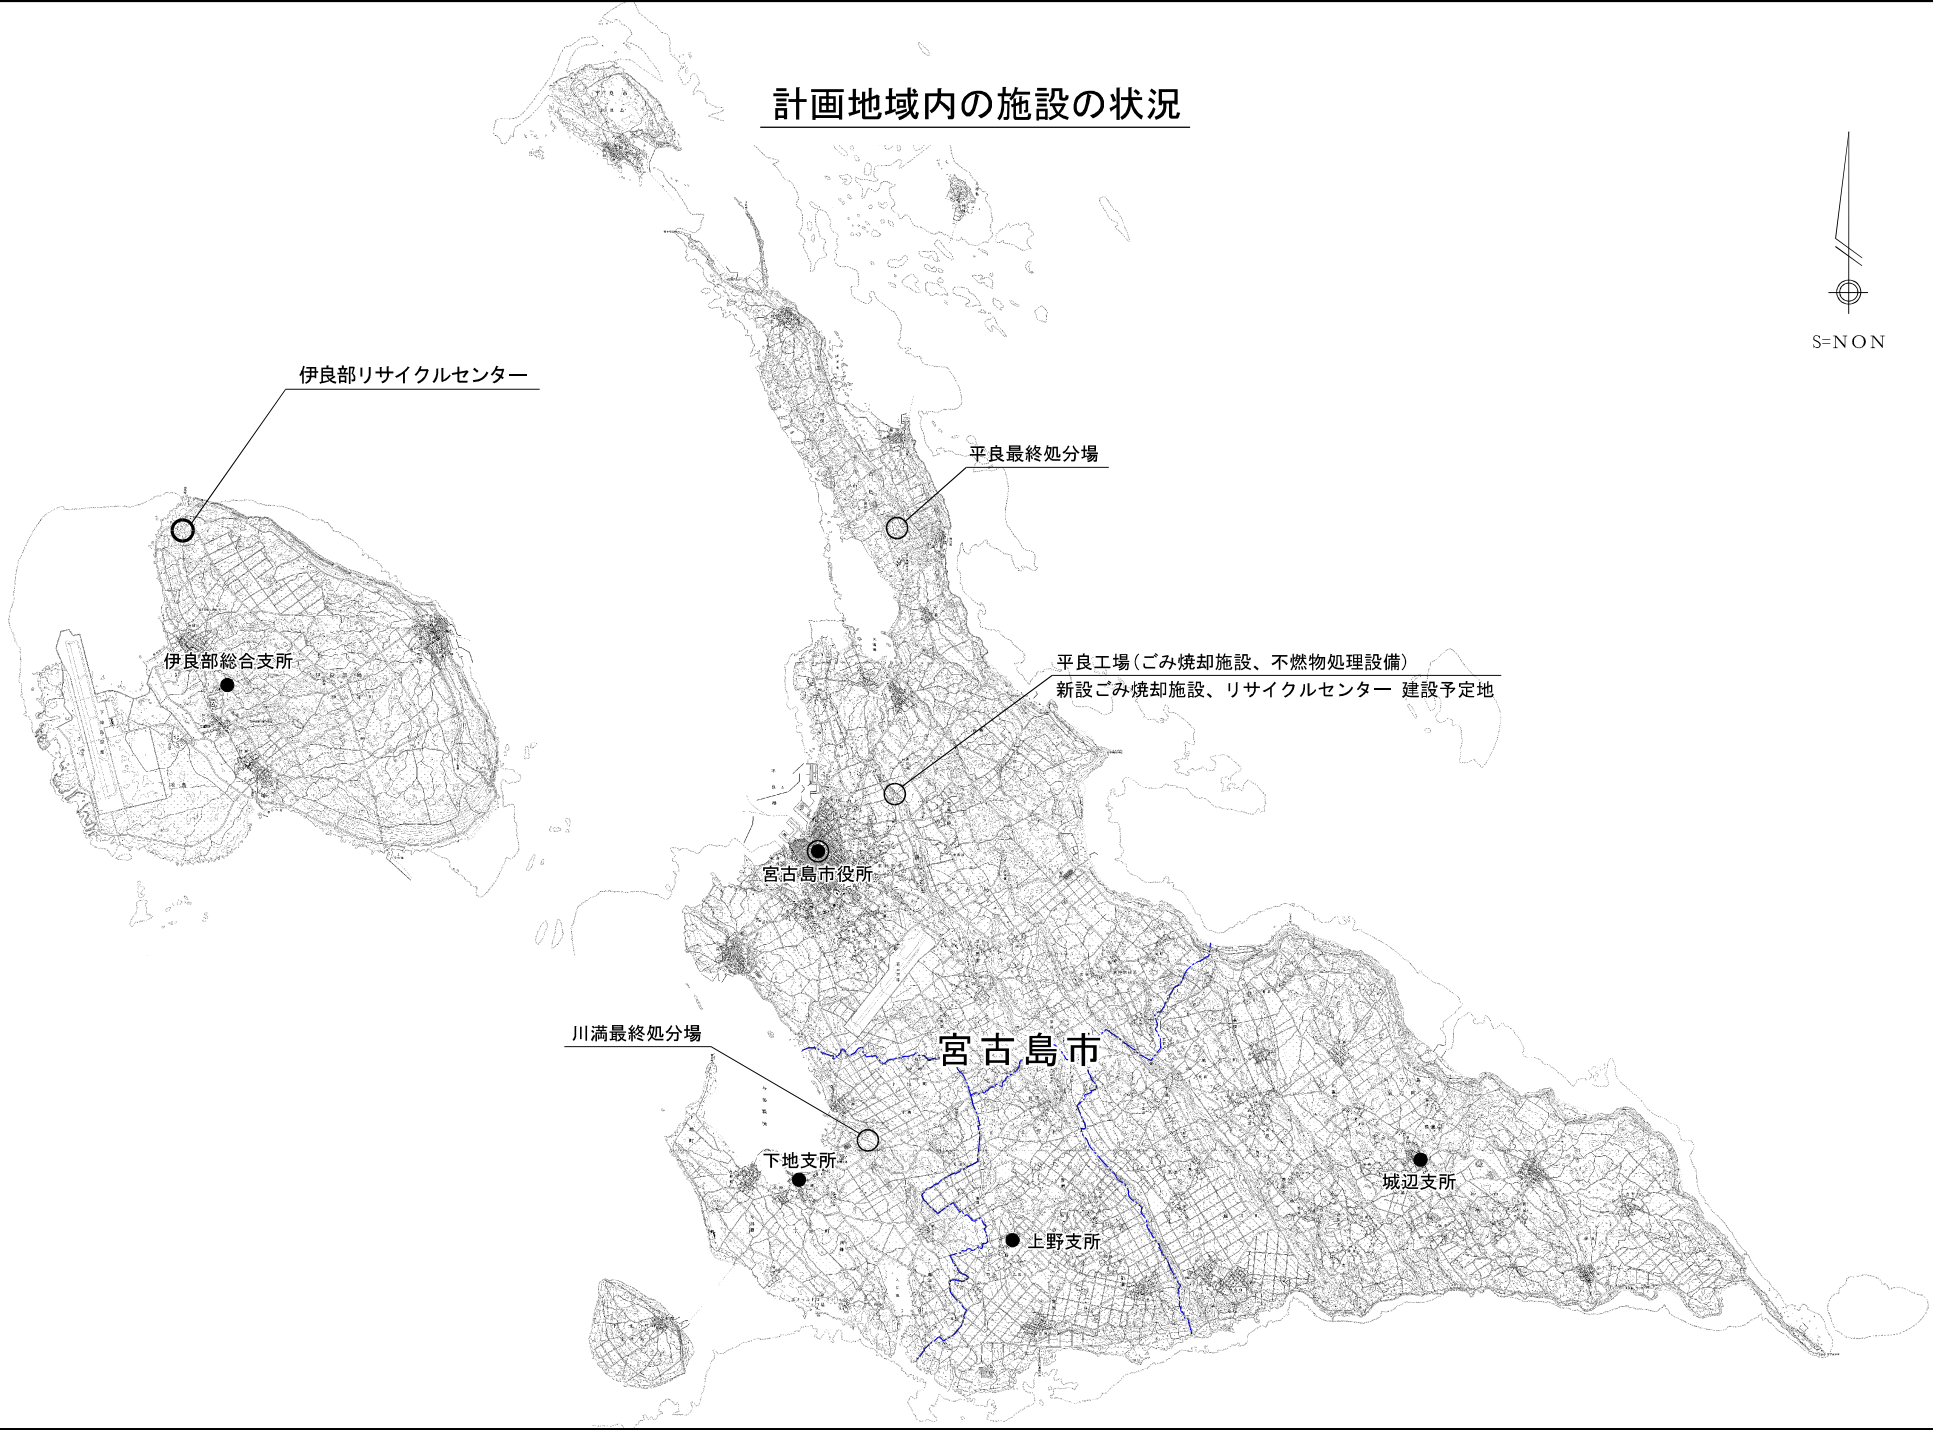 計画地域内の施設の状況
S=NON
伊良部リサイクルセンター
平良最終処分場
伊良部総合支所
平良工場(ごみ焼却施設、不燃物処理設備)
新設ごみ焼却施設、リサイクルセンター 建設予定地
宮古島市役所
川満最終処分場
宮古島市
下地支所
城辺支所
上野支所